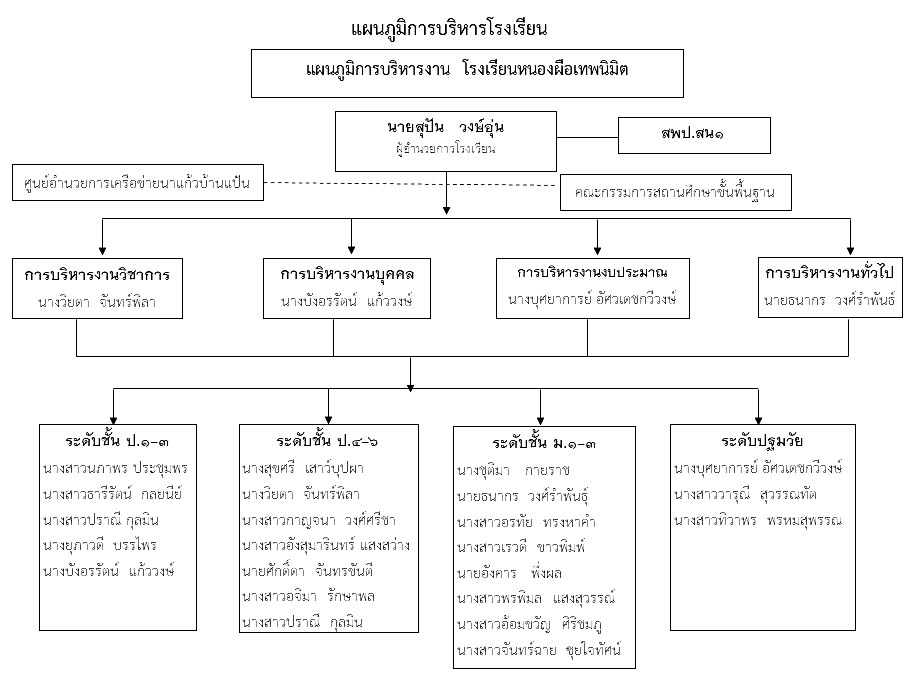 แผนภูมิการบริหารโรงเรียน
แผนภูมิการบริหารงาน โรงเรียนหนองผือเทพนิมิต
นายสุปัน วงษ์อุ่น
ผู้อำนวยการโรงเรียน
สพป.สน๑
ศูนย์อำนวยการเครือข่ายนาแก้วบ้านแป้น
คณะกรรมการสถานศึกษาขั้นพื้นฐาน
การบริหารงานวิชาการ
นางวิยดา จันทร์พิลา
การบริหารงานบุคคล
นางบังอรรัตน์ แก้ววงษ์
การบริหารงานงบประมาณ
นางบุศยาการย์ อัศวเดชกวีวงษ์
การบริหารงานทั่วไป
นายธนากร วงศ์รำพันธ์
ระดับชั้น ป.๑-๓
นางสาวนภาพร ประชุมพร
นางสาวธารีรัตน์ กลยนีย์
นางสาวปราณี กุลมิน
นางยุภาวดี บรรไพร
นางบังอรรัตน์ แก้ววงษ์
ระดับชั้น ป.๔-๖
นางสุขศรี เสาว์บุปผา
นางวิยดา จันทร์พิลา
นางสาวกาญจนา วงศ์ศรีชา
นางสาวอังสุมารินทร์ แสงสว่าง
นายศักดิ์ดา จันทรขันตี
นางสาวอจิมา รักษาพล
นางสาวปราณี กุลมิน
ระดับชั้น ม.๑-๓
นางชุติมา กายราช
นายธนากร วงศ์รำพันธุ์
นางสาวอรทัย ทรงหาคำ
นางสาวเรวดี ขาวพิมพ์
นายอังคาร พึ่งผล
นางสาวพรพิมล แสงสุวรรณ์
นางสาวอ้อมขวัญ ศิริชมภู
นางสาวจันทร์ฉาย ชุยใจทัศน์
ระดับปฐมวัย
นางบุศยาการย์ อัศวเดชกวีวงษ์
นางสาววารุณี สุวรรณทัต
นางสาวทิวาพร พรหมสุพรรณ